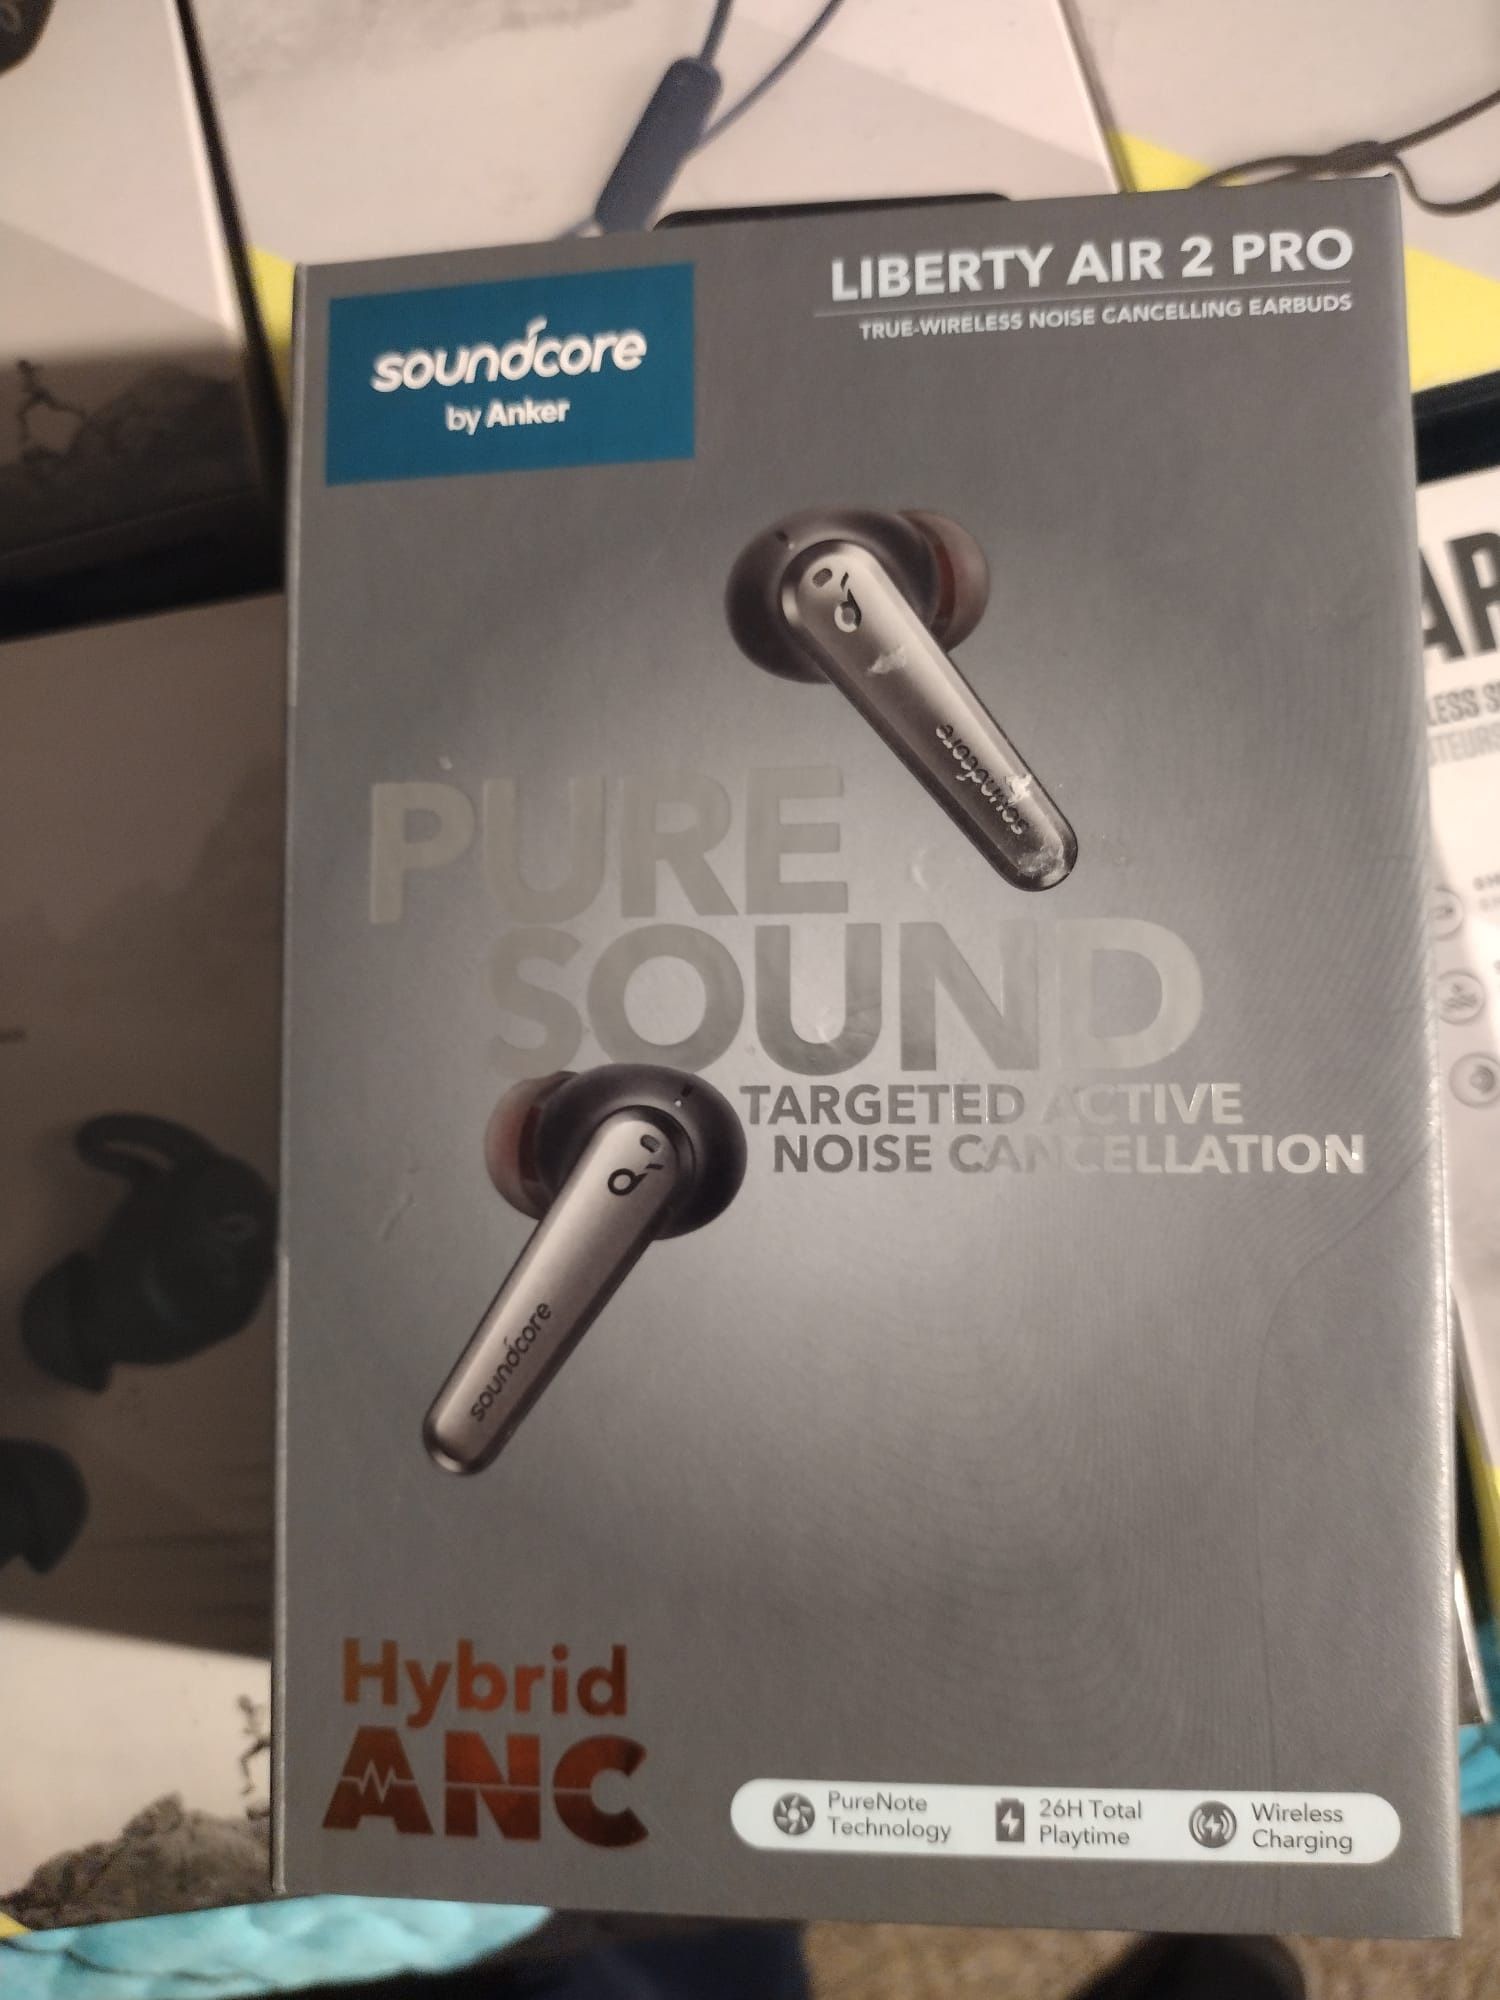 soundcore
by Anker
LIBERTY AIR 2 PRO
TRUE-WIRELESS NOISE CANCELLING EARBUDS
soundcore
PURE
SOUND
TARGETED ACTIVE
NOISE CANCELLATION
soundcore
Hybrid
ANC
PureNote
Technology
26H Total
Playtime
Wireless
Charging